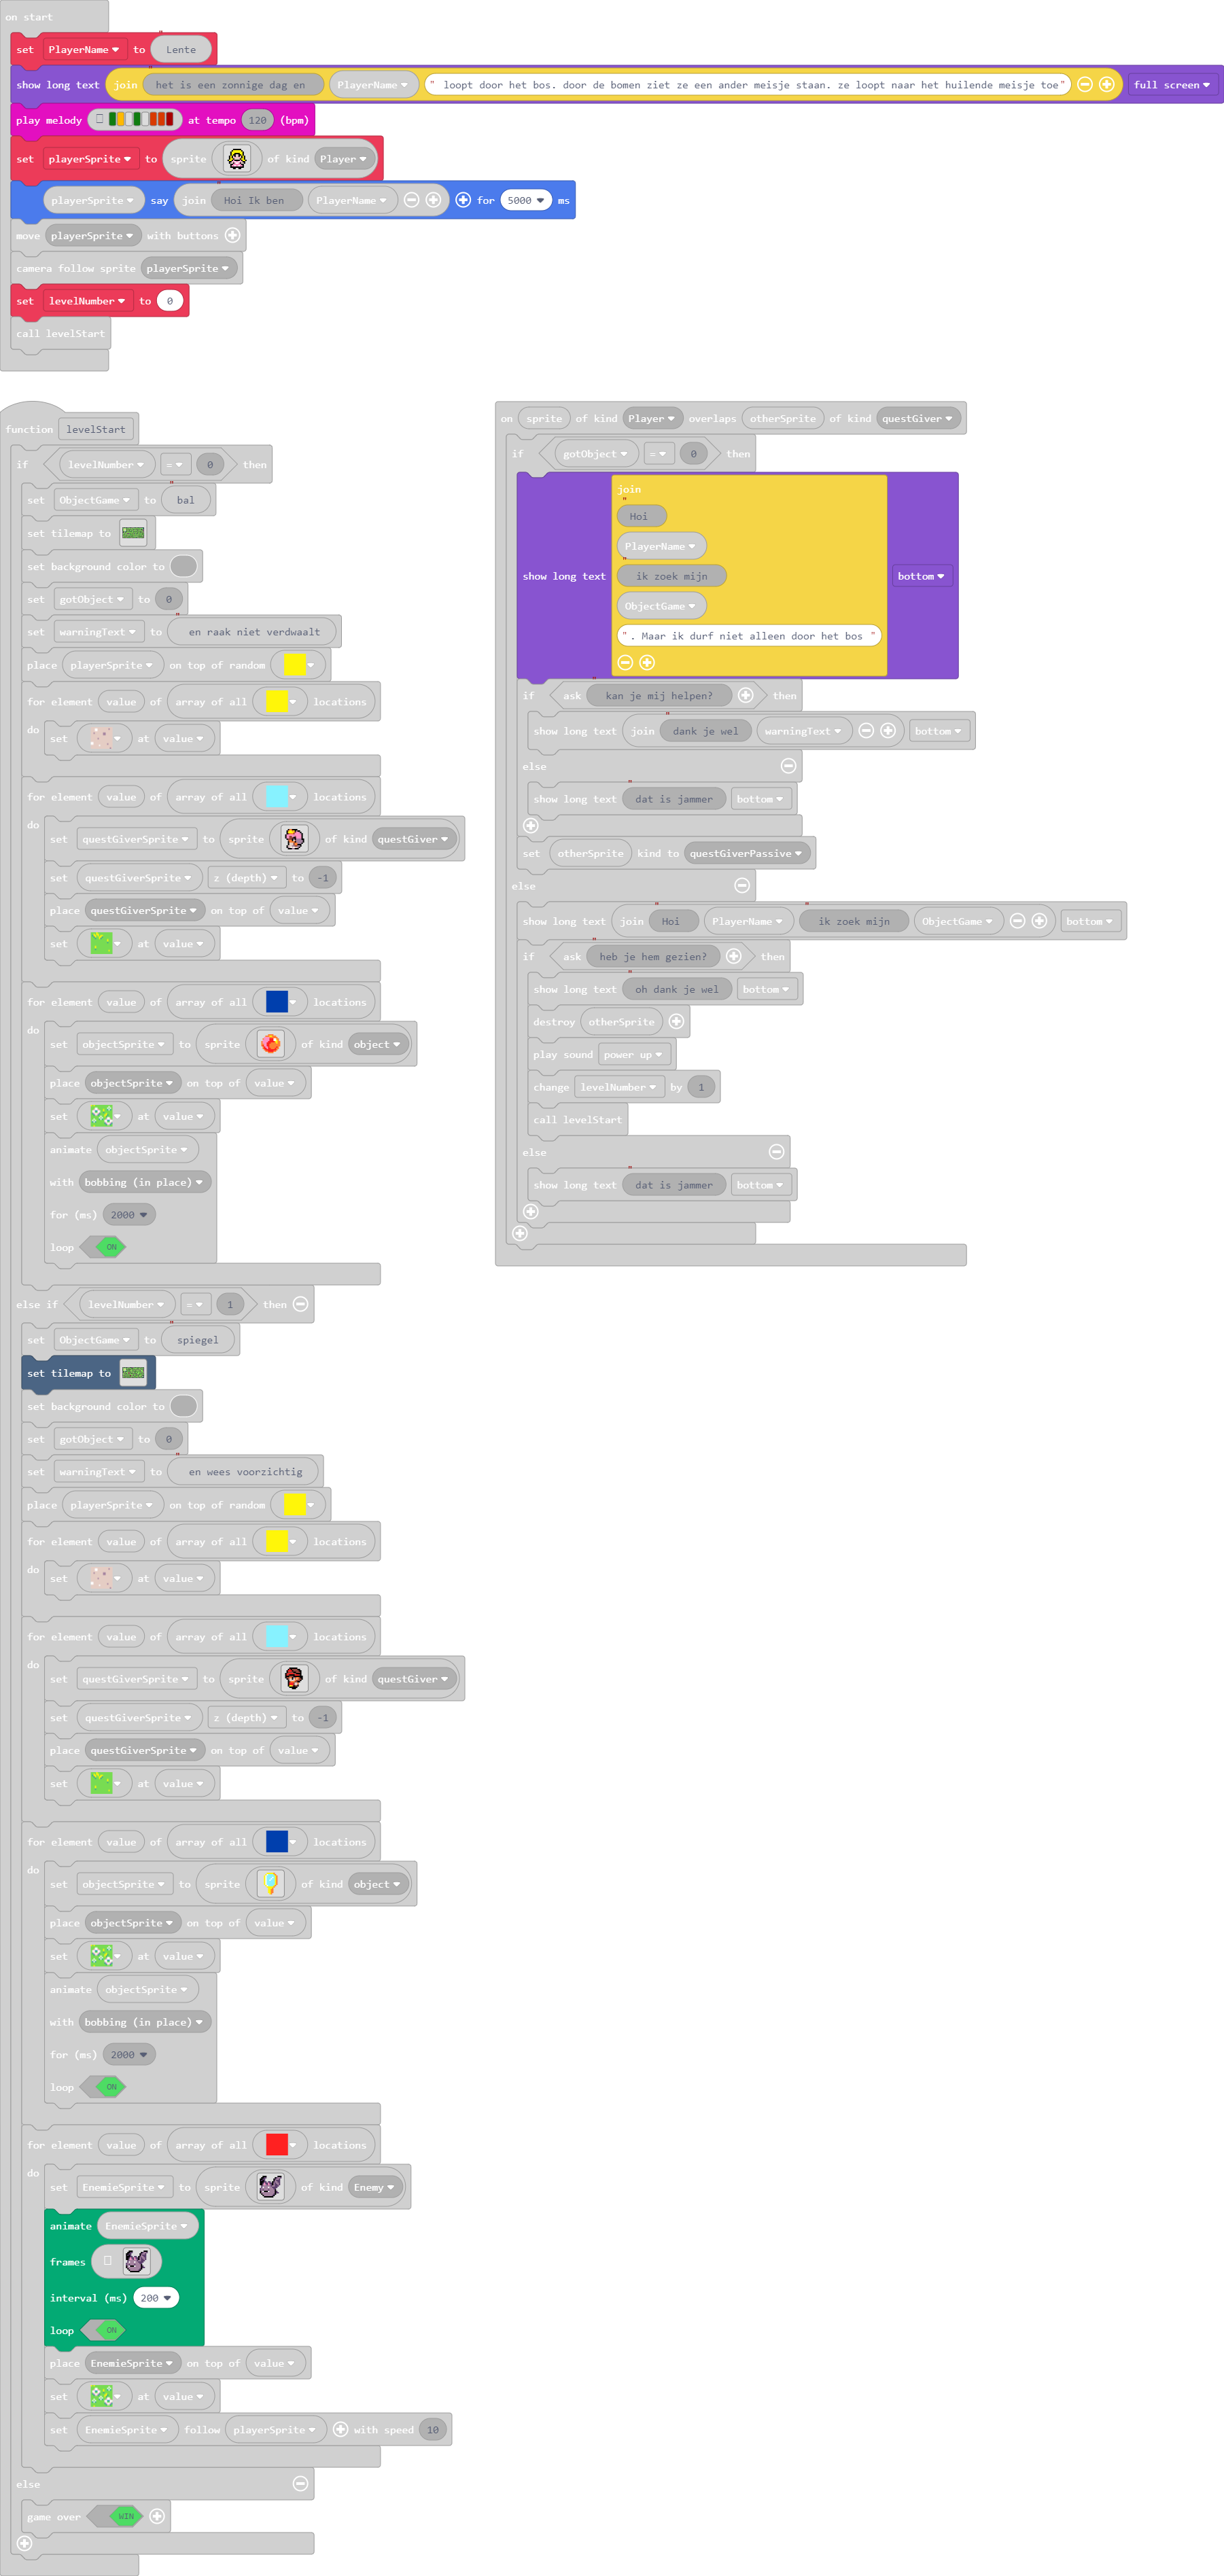 on start
set PlayerName to " Lente
show long text join " het is een zonnige dag en PlayerName " loopt door het bos. door de bomen ziet ze een ander meisje staan. ze loopt naar het huilende meisje toe" full screen
play melody at tempo 120 (bpm)
set playerSprite to sprite of kind Player
playerSprite say join " Hoi Ik ben PlayerName for 5000 ms
move playerSprite with buttons
camera follow sprite playerSprite
set levelNumber to 0
call levelStart
function levelStart
if levelNumber = 0 then
set ObjectGame to " bal
set tilemap to
set background color to
set gotObject to 0
set warningText to " en raak niet verdwaalt
place playerSprite on top of random
for element value of array of all locations
do set at value
for element value of array of all locations
do set questGiverSprite to sprite of kind questGiver
set questGiverSprite z (depth) to -1
place questGiverSprite on top of value
set at value
for element value of array of all locations
do set objectSprite to sprite of kind object
place objectSprite on top of value
set at value
animate objectSprite
with bobbing (in place)
for (ms) 2000
loop ON
else if levelNumber = 1 then
set ObjectGame to " spiegel
set tilemap to
set background color to
set gotObject to 0
set warningText to " en wees voorzichtig
place playerSprite on top of random
for element value of array of all locations
do set at value
for element value of array of all locations
do set questGiverSprite to sprite of kind questGiver
set questGiverSprite z (depth) to -1
place questGiverSprite on top of value
set at value
for element value of array of all locations
do set objectSprite to sprite of kind object
place objectSprite on top of value
set at value
animate objectSprite
with bobbing (in place)
for (ms) 2000
loop ON
for element value of array of all locations
do set EnemieSprite to sprite of kind Enemy
animate EnemieSprite
frames
interval (ms) 200
loop ON
place EnemieSprite on top of value
set at value
set EnemieSprite follow playerSprite with speed 10
else
game over WIN
on sprite of kind Player overlaps otherSprite of kind questGiver
if gotObject = 0 then
join
" Hoi
PlayerName
" ik zoek mijn
show long text bottom
ObjectGame
" . Maar ik durf niet alleen door het bos "
if ask " kan je mij helpen? then
show long text join " dank je wel warningText bottom
else
show long text " dat is jammer bottom
set otherSprite kind to questGiverPassive
else
show long text join Hoi PlayerName " ik zoek mijn ObjectGame bottom
if ask " heb je hem gezien? then
show long text " oh dank je wel bottom
destroy otherSprite
play sound power up
change levelNumber by 1
call levelStart
else
show long text " dat is jammer bottom